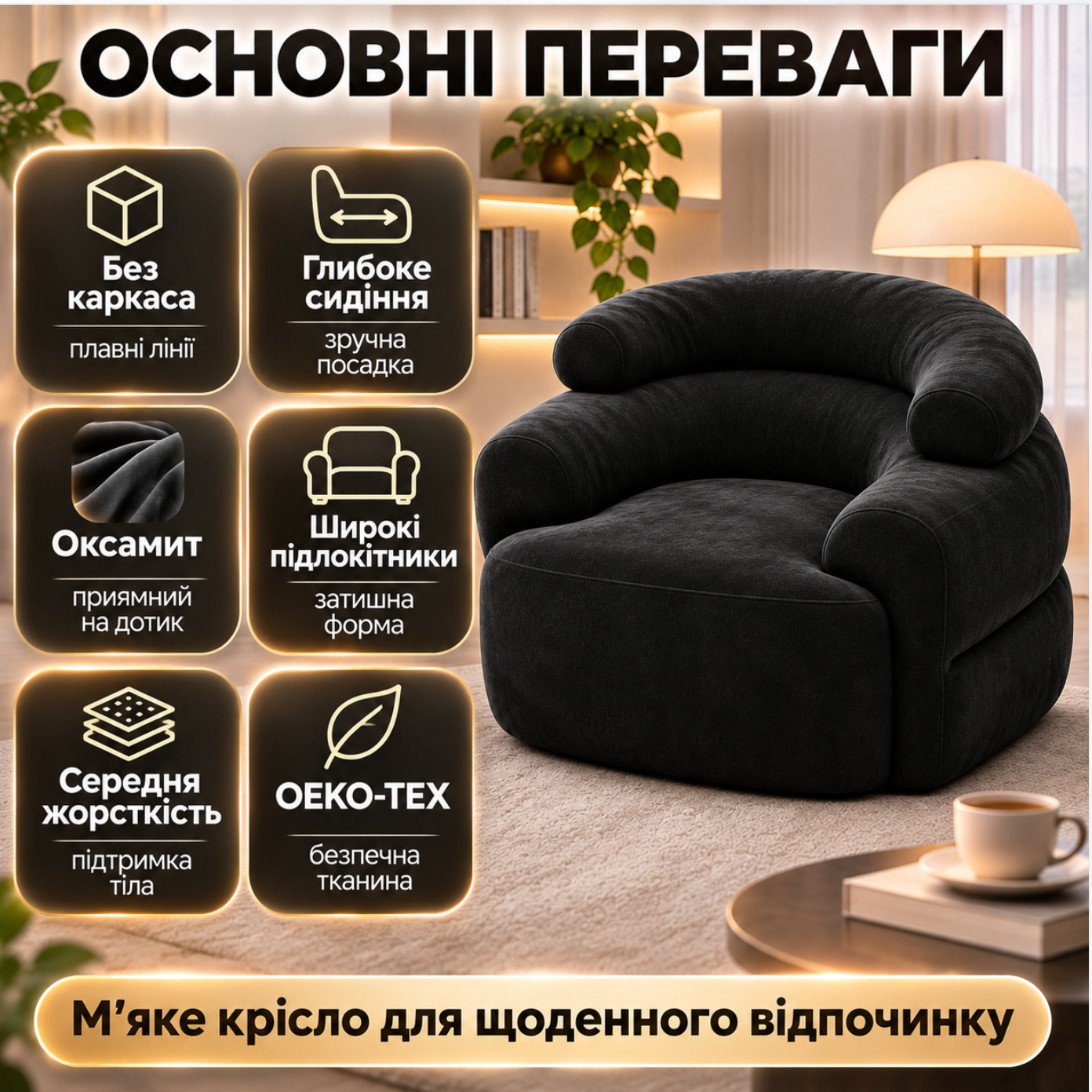 ОСНОВНІ ПЕРЕВАГИ
Без
каркаса
плавні лінії
Глибоке
сидіння
зручна
посадка
Оксамит
приямний
на дотик
Широкі
підлокітники
затишна
форма
Середня
жорсткість
підтримка
тіла
OEKO-TEX
безпечна
тканина
М’яке крісло для щоденного відпочинку